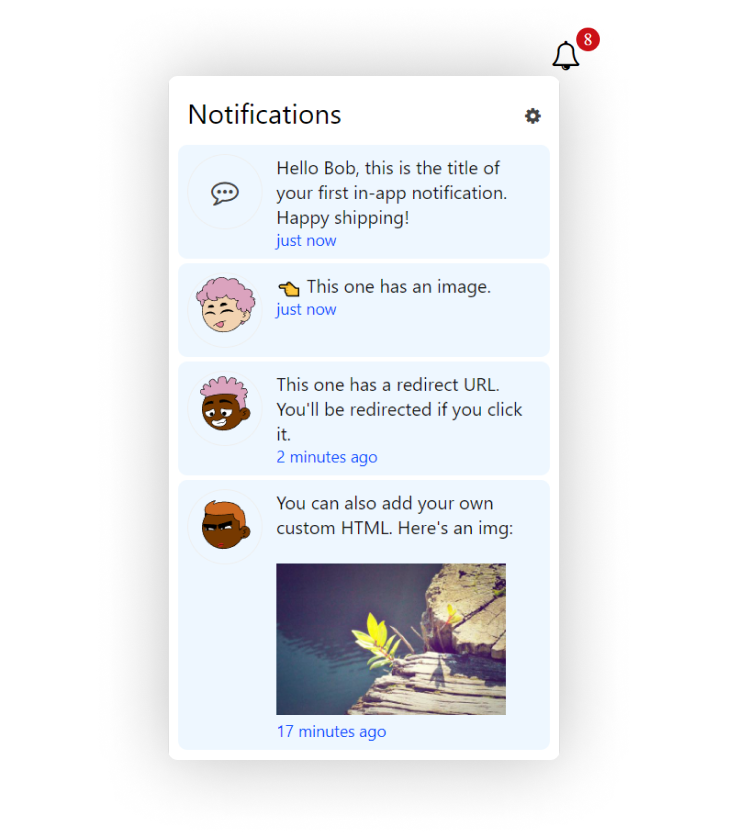 8
Notifications
Hello Bob, this is the title of
your first in-app notification.
Happy shipping!
just now
👈 This one has an image.
just now
This one has a redirect URL.
You'll be redirected if you click
it.
2 minutes ago
You can also add your own
custom HTML. Here's an img:
17 minutes ago